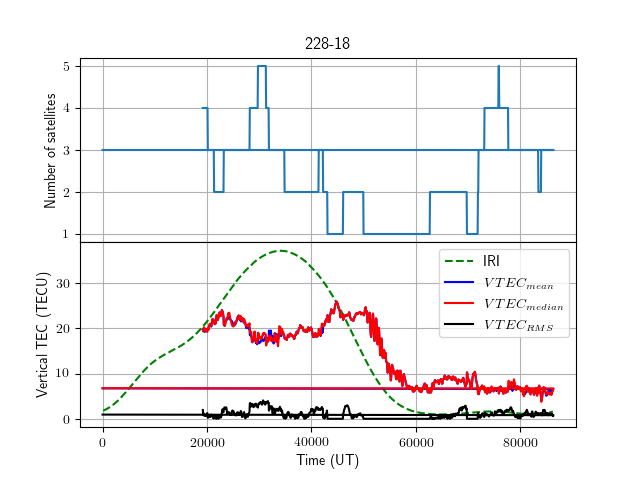 228-18
5
4
3
2
1
Number of satellites
IRI
VTEC_mean
VTEC_median
VTEC_RMS
30
20
10
0
Vertical TEC (TECU)
0 20000 40000 60000 80000
Time (UT)